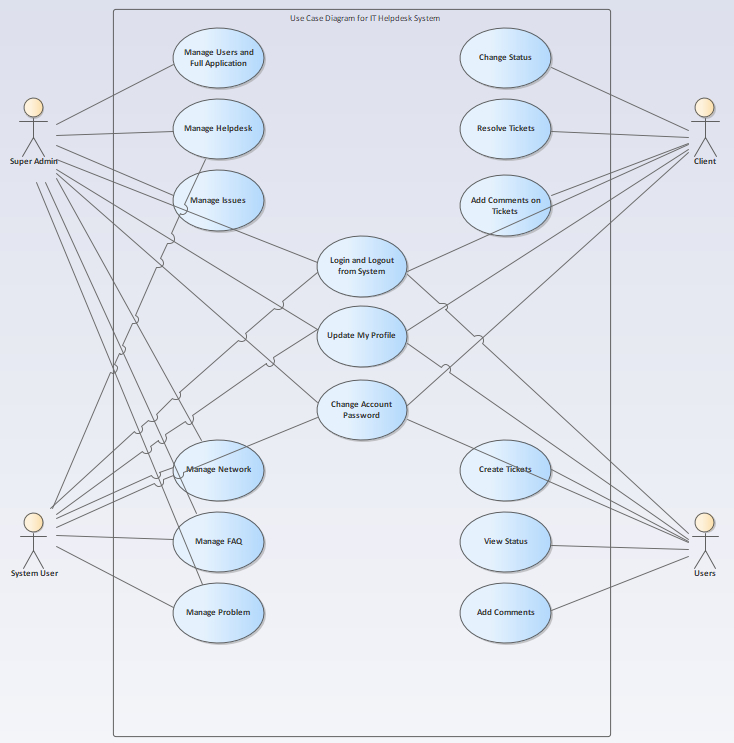 Use Case Diagram for IT Helpdesk System
Manage Users and
Full Application
Change Status
Manage Helpdesk
Resolve Tickets
Super Admin
Client
Manage Issues
Add Comments on
Tickets
Login and Logout
from System
Update My Profile
Change Account
Password
Manage Network
Create Tickets
Manage FAQ
View Status
System User
Users
Manage Problem
Add Comments